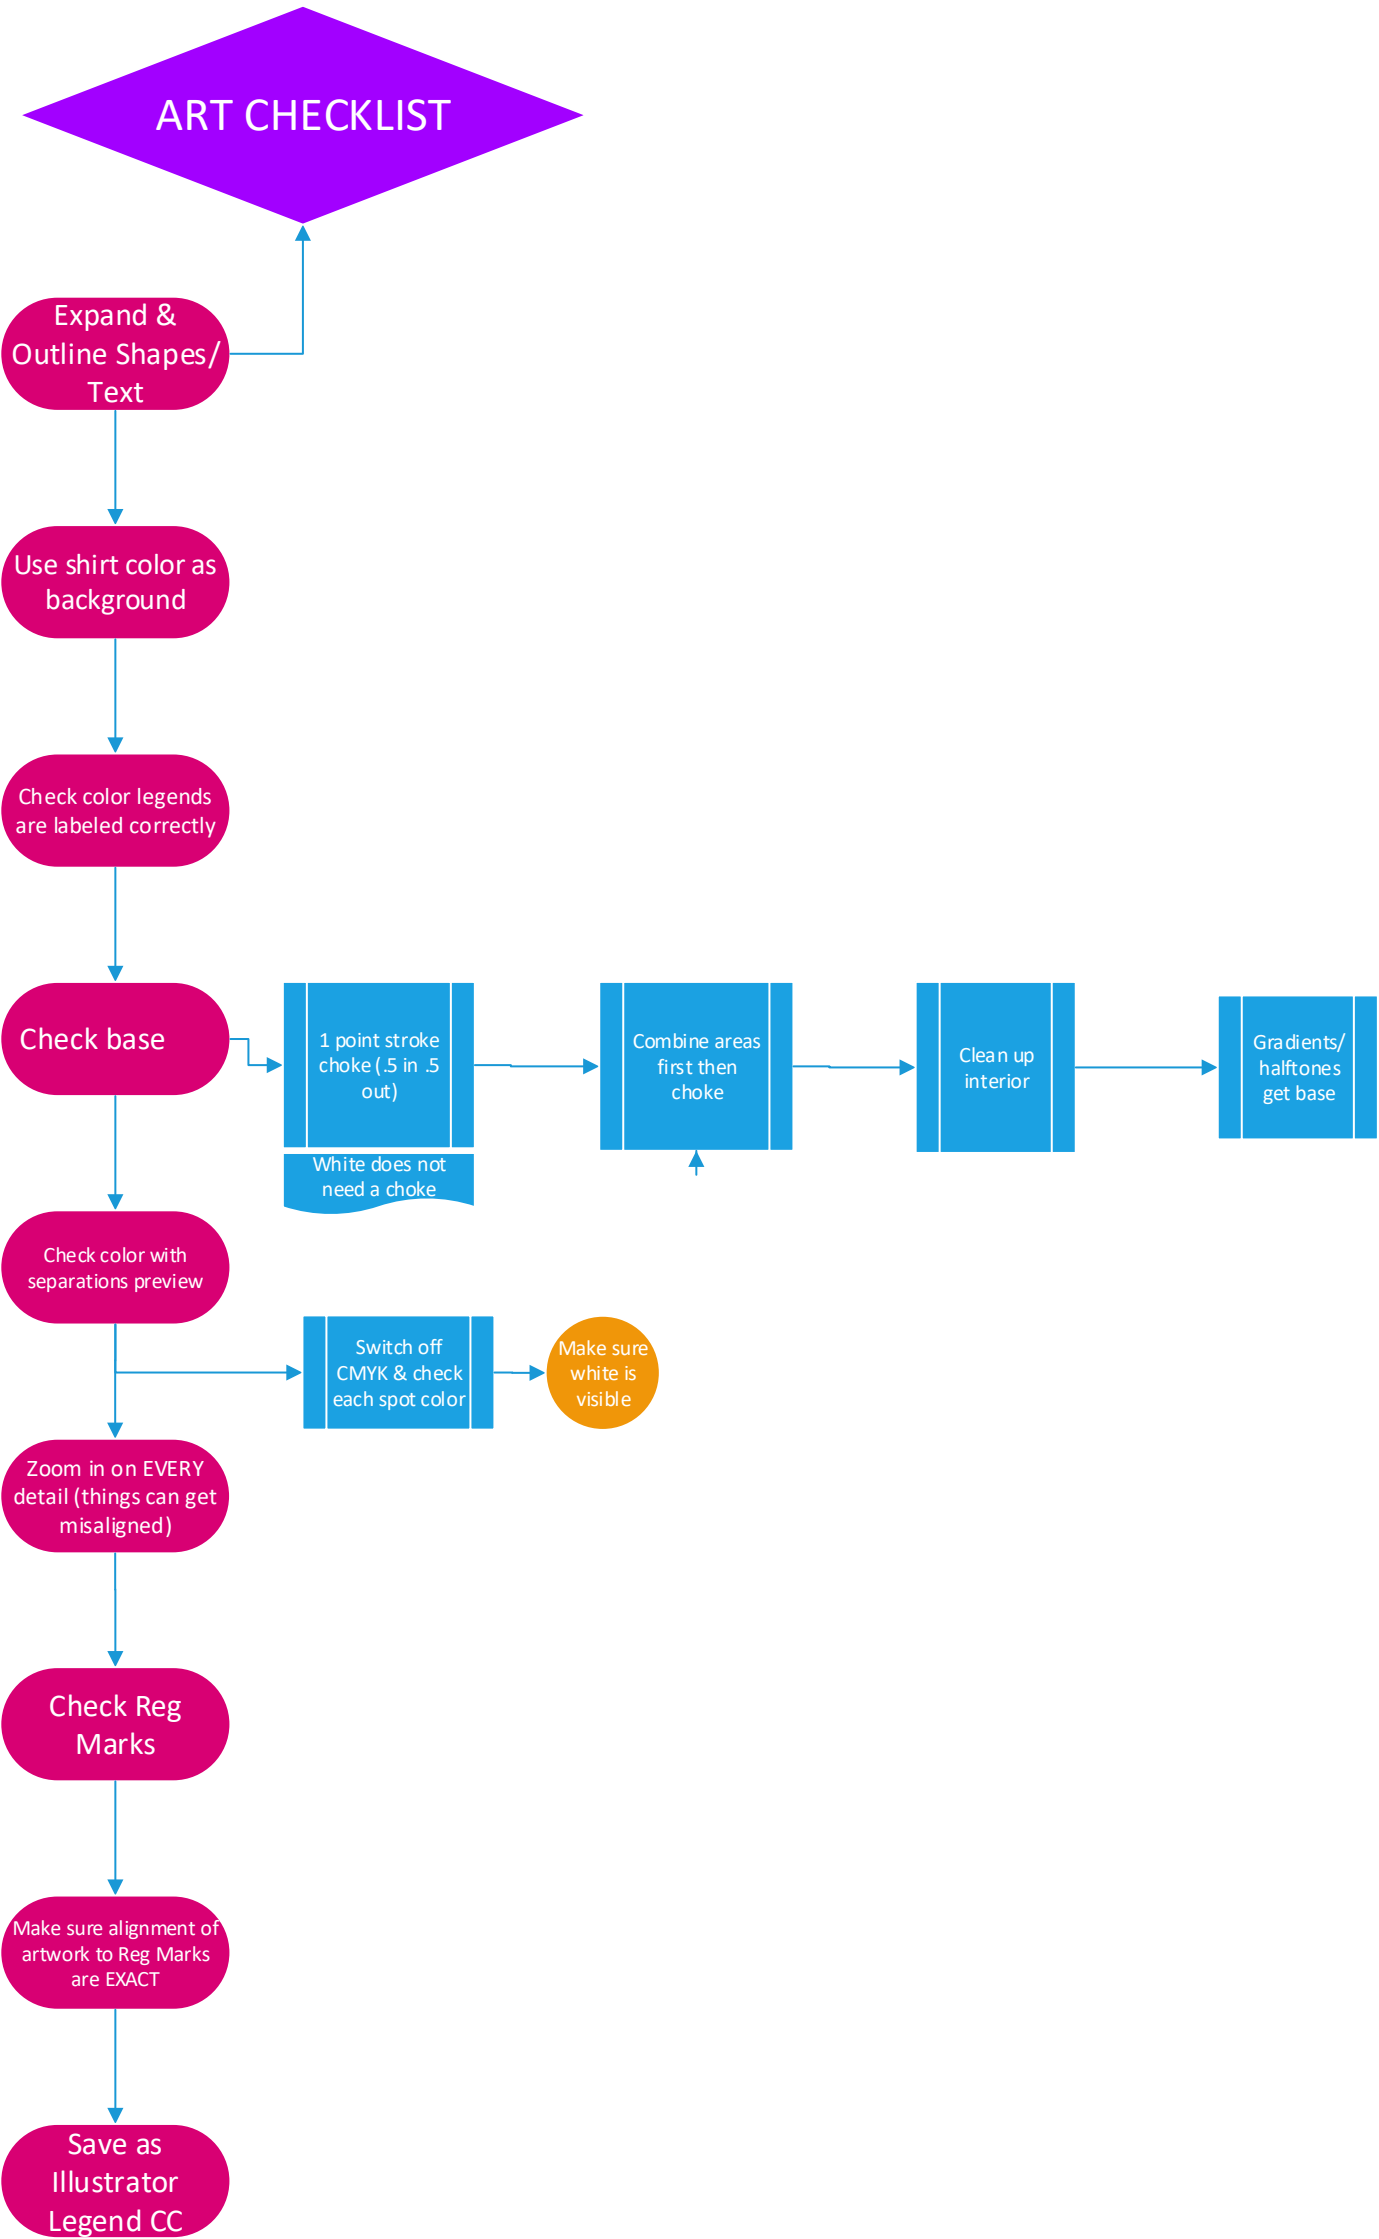 ART CHECKLIST
Expand &
Outline Shapes/
Text
Use shirt color as
background
Check color legends
are labeled correctly
Check base
1 point stroke
choke (.5 in .5
out)
White does not
need a choke
Combine areas
first then
choke
Clean up
interior
Gradients/
halftones
get base
Check color with
separations preview
Switch off
CMYK & check
each spot color
Make sure
white is
visible
Zoom in on EVERY
detail (things can get
misaligned)
Check Reg
Marks
Make sure alignment of
artwork to Reg Marks
are EXACT
Save as
Illustrator
Legend CC